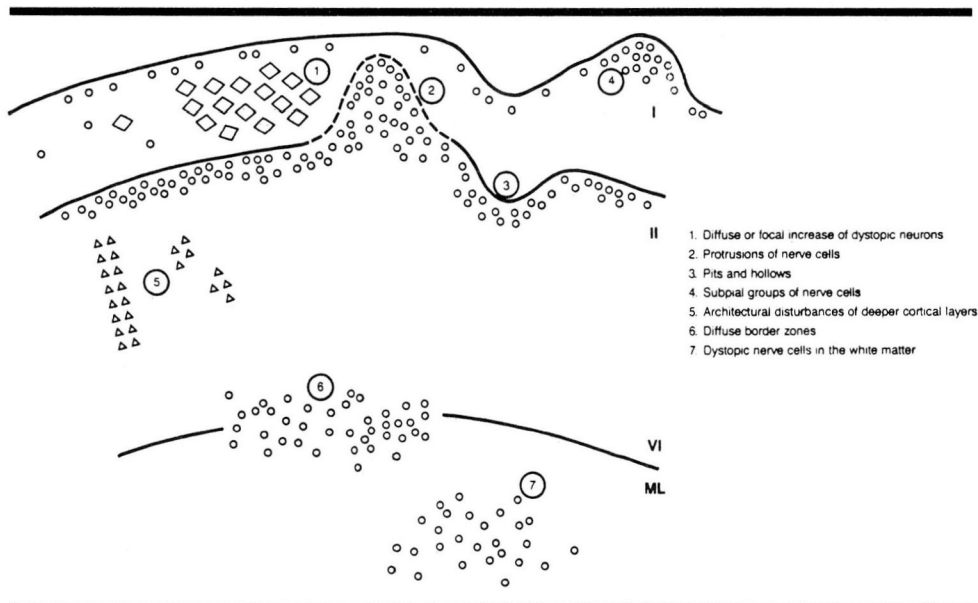 1
2
4
I
3
II
5
1. Diffuse or focal increase of dystopic neurons
2. Protrusions of nerve cells
3. Pits and hollows
4. Subpial groups of nerve cells
5. Architectural disturbances of deeper cortical layers
6. Diffuse border zones
7. Dystopic nerve cells in the white matter
6
VI
ML
7